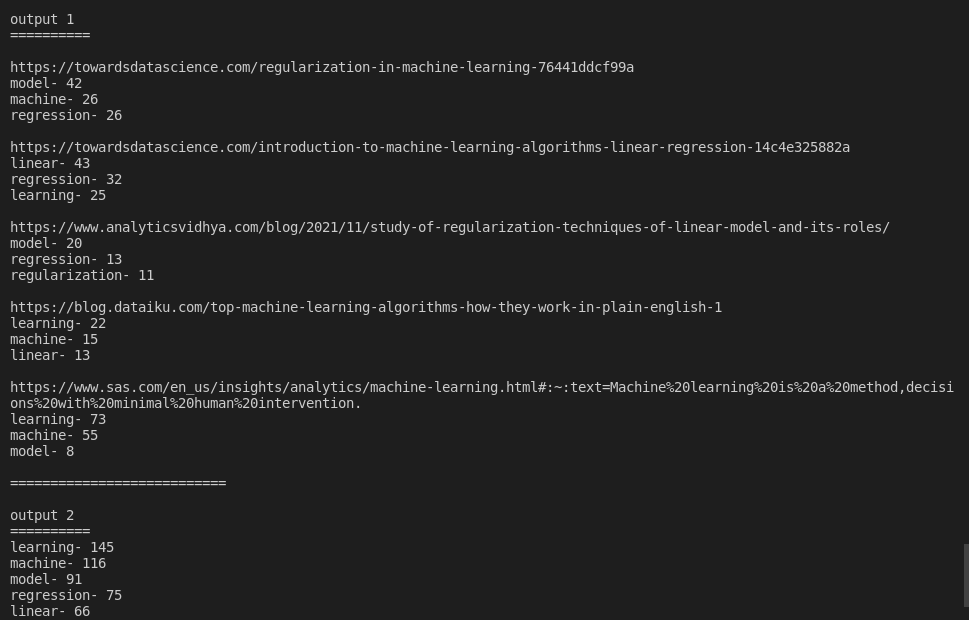 output 1
==========
https://towardsdatascience.com/regularization-in-machine-learning-76441ddcf99a
model- 42
machine- 26
regression- 26
https://towardsdatascience.com/introduction-to-machine-learning-algorithms-linear-regression-14c4e325882a
linear- 43
regression- 32
learning- 25
https://www.analyticsvidhya.com/blog/2021/11/study-of-regularization-techniques-of-linear-model-and-its-roles/
model- 20
regression- 13
regularization- 11
https://blog.dataiku.com/top-machine-learning-algorithms-how-they-work-in-plain-english-1
learning- 22
machine- 15
linear- 13
https://www.sas.com/en_us/insights/analytics/machine-learning.html#:~:text=Machine%20learning%20is%20a%20method,decisi
ons%20with%20minimal%20human%20intervention.
learning- 73
machine- 55
model- 8
===========================
output 2
==========
learning- 145
machine- 116
model- 91
regression- 75
linear- 66